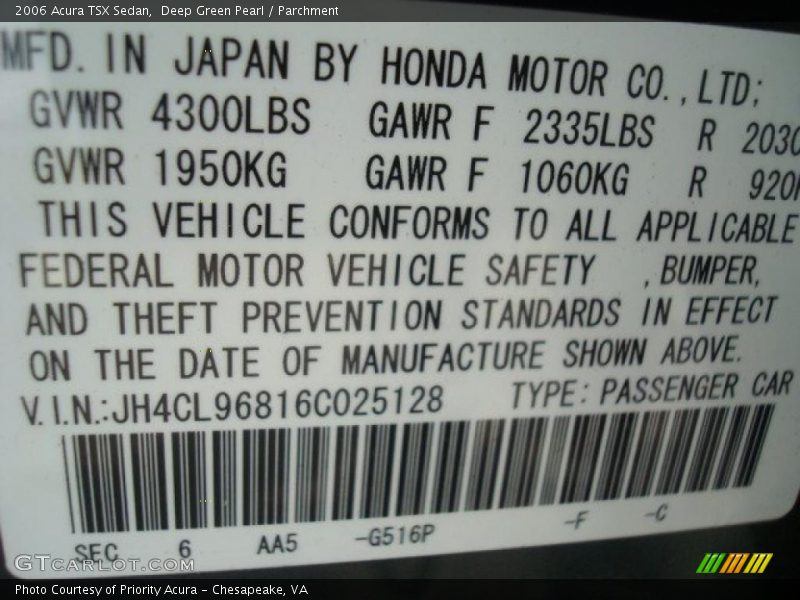 2006 Acura TSX Sedan,  Deep Green Pearl / Parchment
MFD. IN JAPAN BY HONDA MOTOR CO.,LTD;
GVWR 4300LBS GAWR F 2335LBS R 2030
GVWR 1950KG GAWR F 1060KG R 920
THIS VEHICLE CONFORMS TO ALL APPLICABLE
FEDERAL MOTOR VEHICLE SAFETY ,BUMPER,
AND THEFT PREVENTION STANDARDS IN EFFECT
ON THE DATE OF MANUFACTURE SHOWN ABOVE.
V.I.N.:JH4CL96816C025128 TYPE: PASSENGER CAR
SEC 6 AA5 -G516P -F -C
GTCarLot.com
Photo Courtesy of Priority Acura – Chesapeake, VA